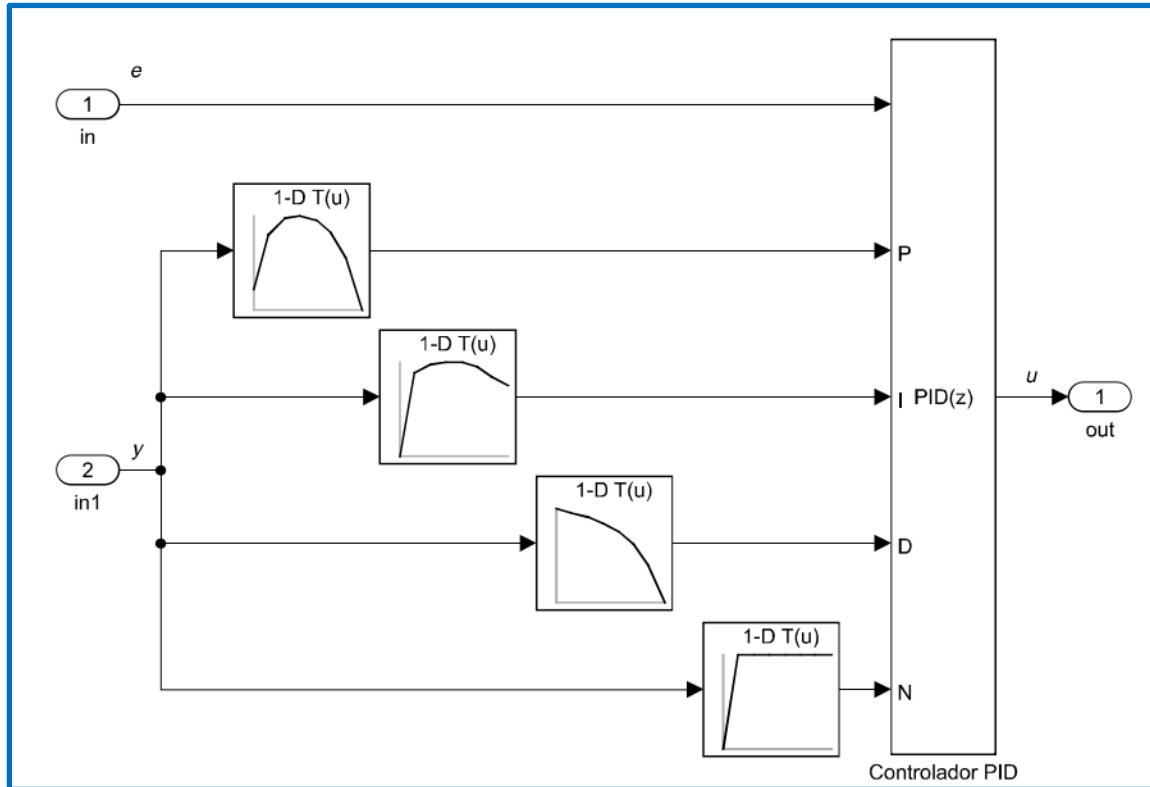 e
1
in
1-D T(u)
P
1-D T(u)
I PID(z)
u
1
out
y
2
in1
1-D T(u)
D
1-D T(u)
N
Controlador PID